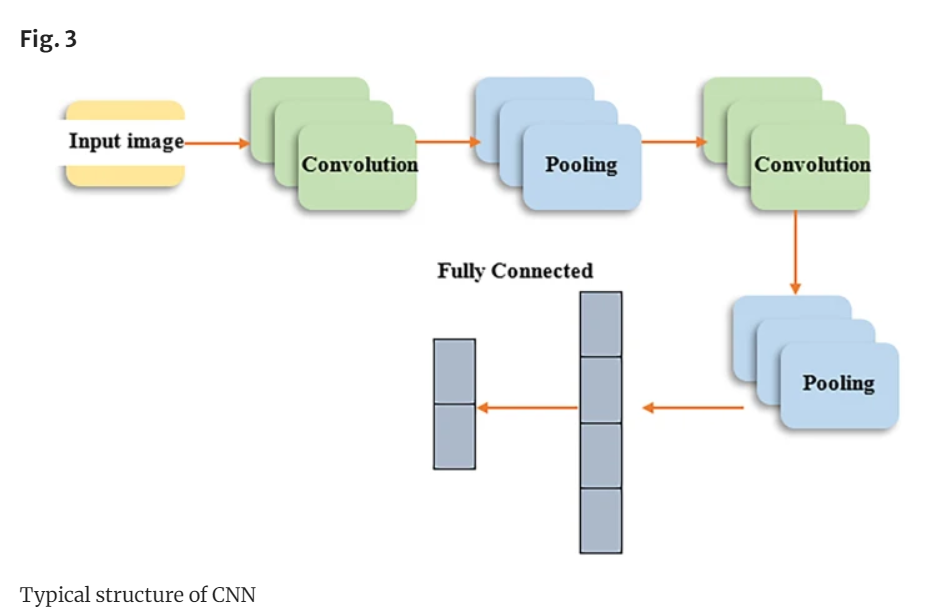 Fig. 3
Input image
Convolution
Pooling
Convolution
Fully Connected
Pooling
Typical structure of CNN